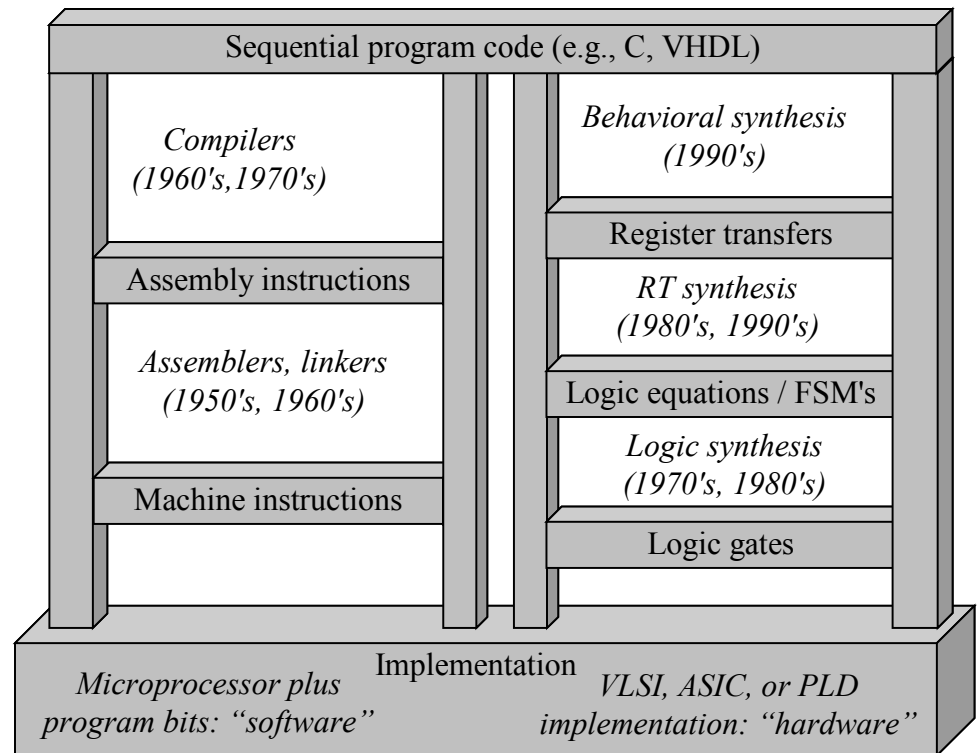 Sequential program code (e.g., C, VHDL)
Compilers
(1960's,1970's)
Assembly instructions
Assemblers, linkers
(1950's, 1960's)
Machine instructions
Behavioral synthesis
(1990's)
Register transfers
RT synthesis
(1980's, 1990's)
Logic equations / FSM's
Logic synthesis
(1970's, 1980's)
Logic gates
Implementation
Microprocessor plus
program bits: “software”
VLSI, ASIC, or PLD
implementation: “hardware”